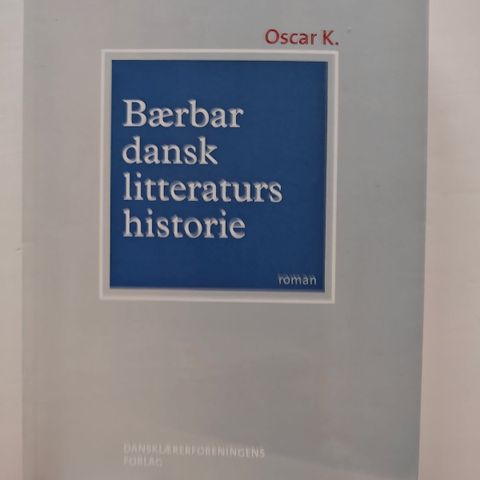 Oscar K.
Bærbar
dansk
litteraturs
historie
roman
DANSKLÆRERFORENINGENS
FORLAG